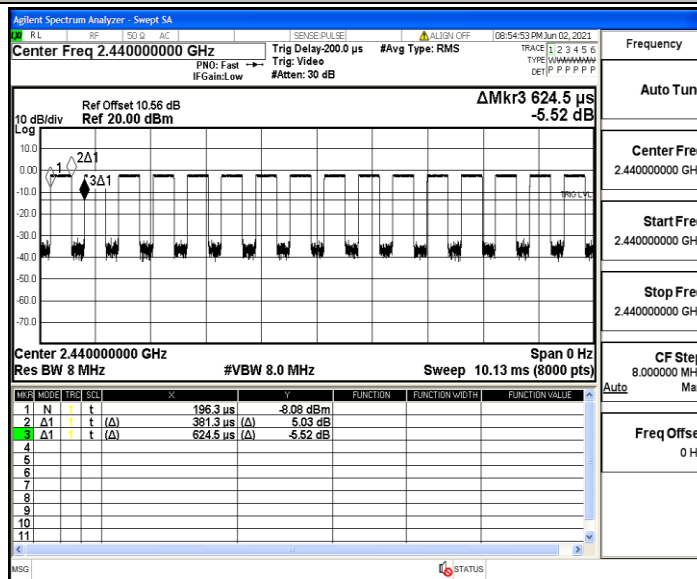 Agilent Spectrum Analyzer - Swept SA
RL RF 50 Ω AC SENSE:PULSE ALIGN OFF 08:54:53 PM Jun 02, 2021
Center Freq 2.440000000 GHz
PNO: Fast
IFGain:Low
Trig Delay-200.0 µs
Trig: Video
#Atten: 30 dB
#Avg Type: RMS
TRACE 1 2 3 4 5 6
TYPE
DET P P P P P P
ΔMkr3 624.5 µs
-5.52 dB
Ref Offset 10.56 dB
10 dB/div Ref 20.00 dBm
Log
10.0
0.00
-10.0
-20.0
-30.0
-40.0
-50.0
-60.0
-70.0
1
2Δ1
3Δ1
TRIG LVL
Center 2.440000000 GHz Span 0 Hz
Res BW 8 MHz #VBW 8.0 MHz Sweep 10.13 ms (8000 pts)
MKR MODE TRC SCL X Y FUNCTION FUNCTION WIDTH FUNCTION VALUE
1 N 1 t 196.3 µs -8.08 dBm
2 Δ1 1 t (Δ) 381.3 µs (Δ) 5.03 dB
3 Δ1 1 t (Δ) 624.5 µs (Δ) -5.52 dB
4
5
6
7
8
9
10
11
MSG STATUS
Frequency
Auto Tun
Center Fre
2.440000000 GH
Start Fre
2.440000000 GH
Stop Fre
2.440000000 GH
CF Step
8.000000 MH
Auto Ma
Freq Offse
0 H